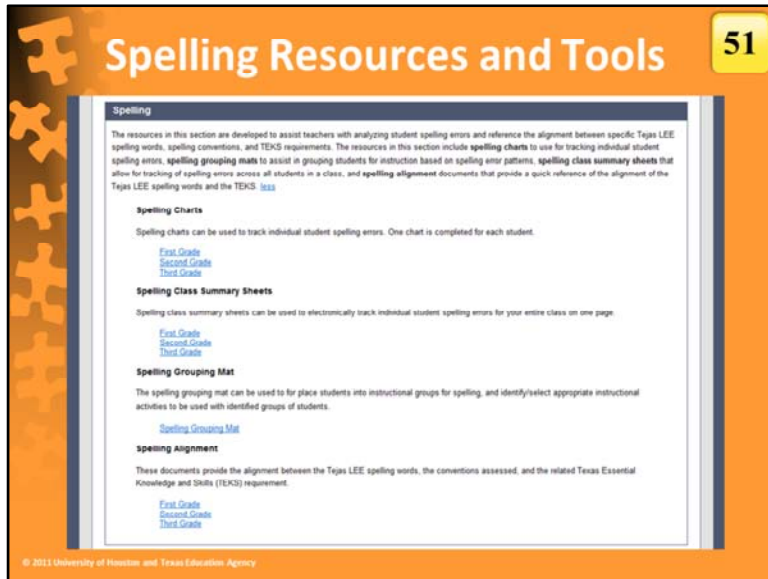 Spelling Resources and Tools
51
Spelling
The resources in this section are developed to assist teachers with analyzing student spelling errors and reference the alignment between specific Tejas LEE
spelling words, spelling conventions, and TEKS requirements. The resources in this section include spelling charts to use for tracking individual student
spelling errors, spelling grouping mats to assist in grouping students for instruction based on spelling error patterns, spelling class summary sheets that
allow for tracking of spelling errors across all students in a class, and spelling alignment documents that provide a quick reference of the alignment of the
Tejas LEE spelling words and the TEKS. less
Spelling Charts
Spelling charts can be used to track individual student spelling errors. One chart is completed for each student.
First Grade
Second Grade
Third Grade
Spelling Class Summary Sheets
Spelling class summary sheets can be used to electronically track individual student spelling errors for your entire class on one page.
First Grade
Second Grade
Third Grade
Spelling Grouping Mat
The spelling grouping mat can be used to for place students into instructional groups for spelling, and identify/select appropriate instructional
activities to be used with identified groups of students.
Spelling Grouping Mat
Spelling Alignment
These documents provide the alignment between the Tejas LEE spelling words, the conventions assessed, and the related Texas Essential
Knowledge and Skills (TEKS) requirement.
First Grade
Second Grade
Third Grade
© 2011 University of Houston and Texas Education Agency